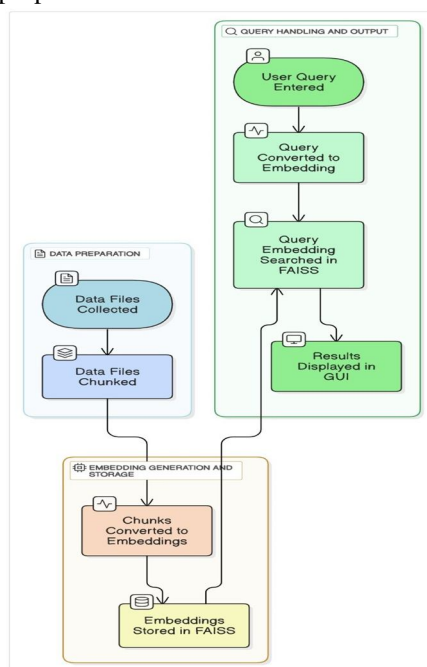 QUERY HANDLING AND OUTPUT
User Query
Entered
Query
Converted to
Embedding
Query
Embedding
Searched in
FAISS
Results
Displayed in
GUI
DATA PREPARATION
Data Files
Collected
Data Files
Chunked
EMBEDDING GENERATION AND
STORAGE
Chunks
Converted to
Embeddings
Embeddings
Stored in FAISS